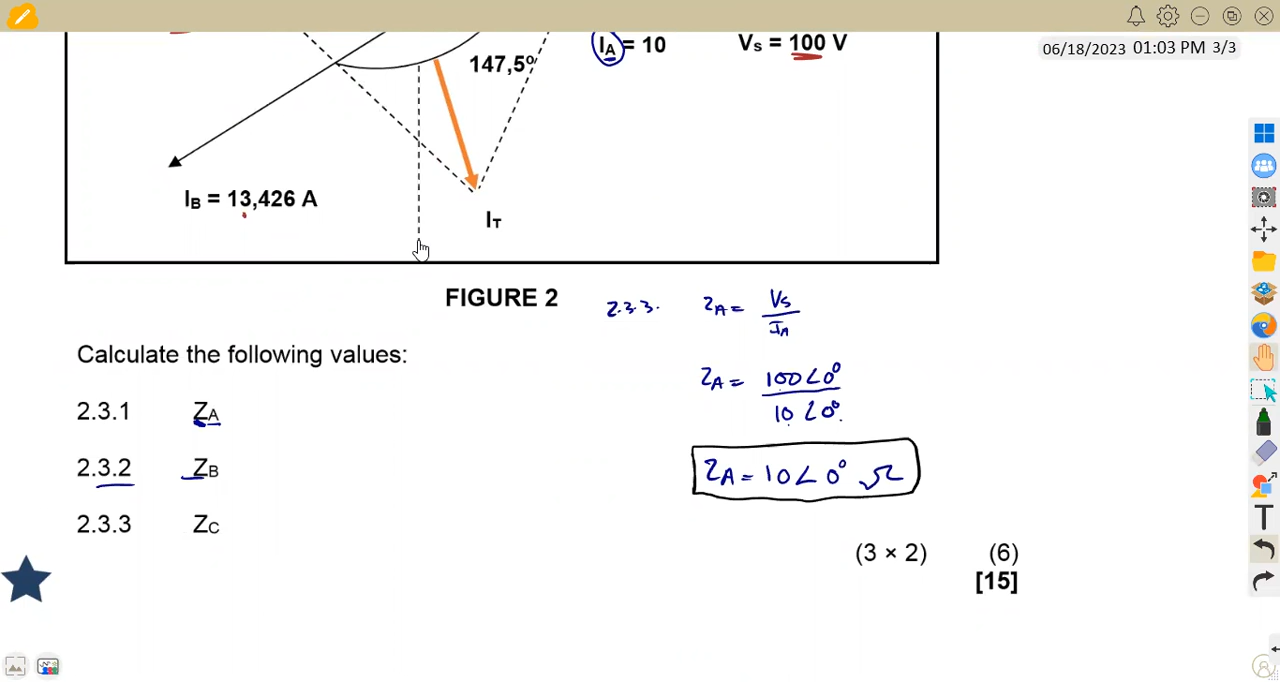 06/18/2023 01:03 PM 3/3
IA = 10
Vs = 100 V
147,5º
IB = 13,426 A
IT
FIGURE 2
2.3.3. ZA = Vs / IA
Calculate the following values:
ZA = 100∠0° / 10∠0°.
2.3.1 ZA
2.3.2 ZB
ZA = 10∠0° Ω
2.3.3 ZC
(3 × 2) (6)
[15]
T